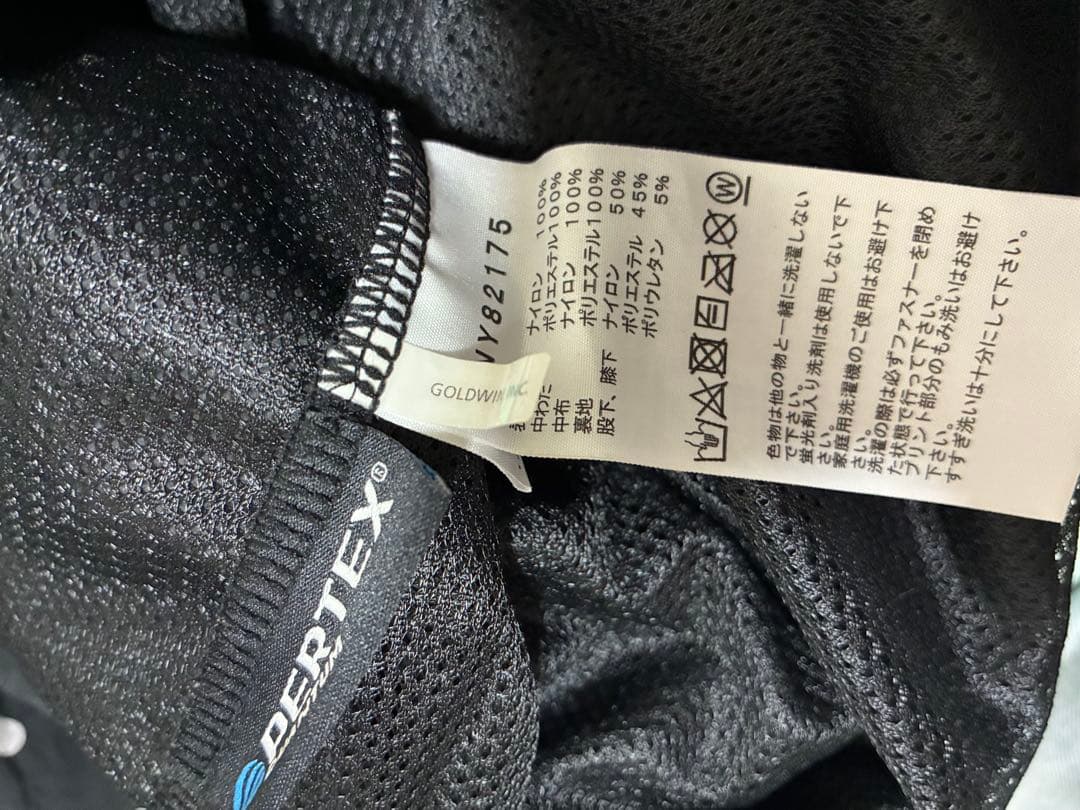 NY82175
ナイロン 100%
中わた ポリエステル100%
中布 ナイロン 100%
裏地 ポリエステル100%
股下、膝下 ナイロン 50%
ポリエステル 45%
ポリウレタン 5%
W
色物は他の物と一緒に洗濯しない
で下さい。
蛍光剤入り洗剤は使用しないで下
さい。
家庭用洗濯機のご使用はお避け下
さい。
洗濯の際は必ずファスナーを閉め
た状態で行って下さい。
プリント部分のもみ洗いはお避け
下さい。
すすぎ洗いは十分にして下さい。
GOLDWIN INC.
PERTEX®